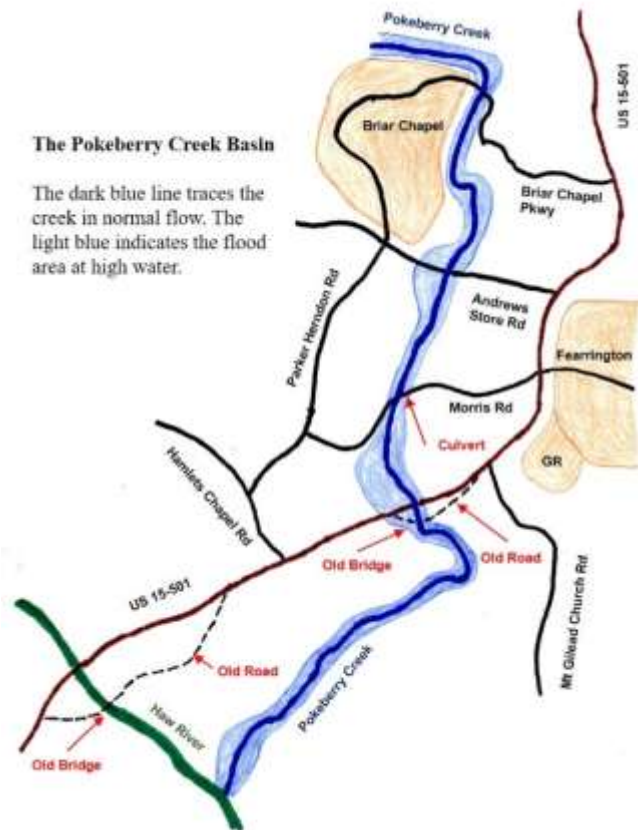 Pokeberry Creek
US 15-501
Briar Chapel
The Pokeberry Creek Basin
The dark blue line traces the
creek in normal flow. The
light blue indicates the flood
area at high water.
Briar Chapel
Pkwy
Parker Herndon Rd
Andrews
Store Rd
Fearrington
Morris Rd
Culvert
GR
Hamlets Chapel Rd
Old Bridge
Old Road
US 15-501
Mt Gilead Church Rd
Old Road
Pokeberry Creek
Haw River
Old Bridge